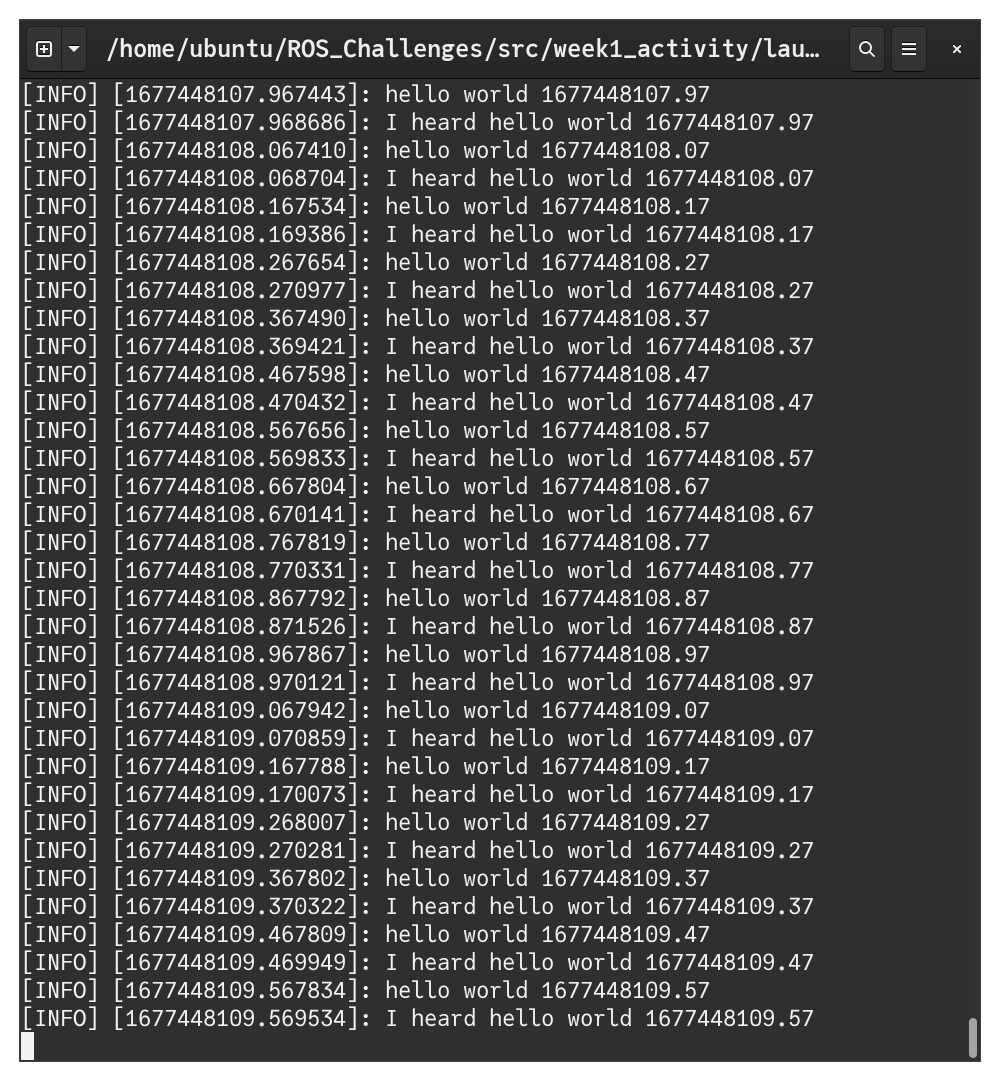 /home/ubuntu/ROS_Challenges/src/week1_activity/lau…
[INFO] [1677448107.967443]: hello world 1677448107.97
[INFO] [1677448107.968686]: I heard hello world 1677448107.97
[INFO] [1677448108.067410]: hello world 1677448108.07
[INFO] [1677448108.068704]: I heard hello world 1677448108.07
[INFO] [1677448108.167534]: hello world 1677448108.17
[INFO] [1677448108.169386]: I heard hello world 1677448108.17
[INFO] [1677448108.267654]: hello world 1677448108.27
[INFO] [1677448108.270977]: I heard hello world 1677448108.27
[INFO] [1677448108.367490]: hello world 1677448108.37
[INFO] [1677448108.369421]: I heard hello world 1677448108.37
[INFO] [1677448108.467598]: hello world 1677448108.47
[INFO] [1677448108.470432]: I heard hello world 1677448108.47
[INFO] [1677448108.567656]: hello world 1677448108.57
[INFO] [1677448108.569833]: I heard hello world 1677448108.57
[INFO] [1677448108.667804]: hello world 1677448108.67
[INFO] [1677448108.670141]: I heard hello world 1677448108.67
[INFO] [1677448108.767819]: hello world 1677448108.77
[INFO] [1677448108.770331]: I heard hello world 1677448108.77
[INFO] [1677448108.867792]: hello world 1677448108.87
[INFO] [1677448108.871526]: I heard hello world 1677448108.87
[INFO] [1677448108.967867]: hello world 1677448108.97
[INFO] [1677448108.970121]: I heard hello world 1677448108.97
[INFO] [1677448109.067942]: hello world 1677448109.07
[INFO] [1677448109.070859]: I heard hello world 1677448109.07
[INFO] [1677448109.167788]: hello world 1677448109.17
[INFO] [1677448109.170073]: I heard hello world 1677448109.17
[INFO] [1677448109.268007]: hello world 1677448109.27
[INFO] [1677448109.270281]: I heard hello world 1677448109.27
[INFO] [1677448109.367802]: hello world 1677448109.37
[INFO] [1677448109.370322]: I heard hello world 1677448109.37
[INFO] [1677448109.467809]: hello world 1677448109.47
[INFO] [1677448109.469949]: I heard hello world 1677448109.47
[INFO] [1677448109.567834]: hello world 1677448109.57
[INFO] [1677448109.569534]: I heard hello world 1677448109.57